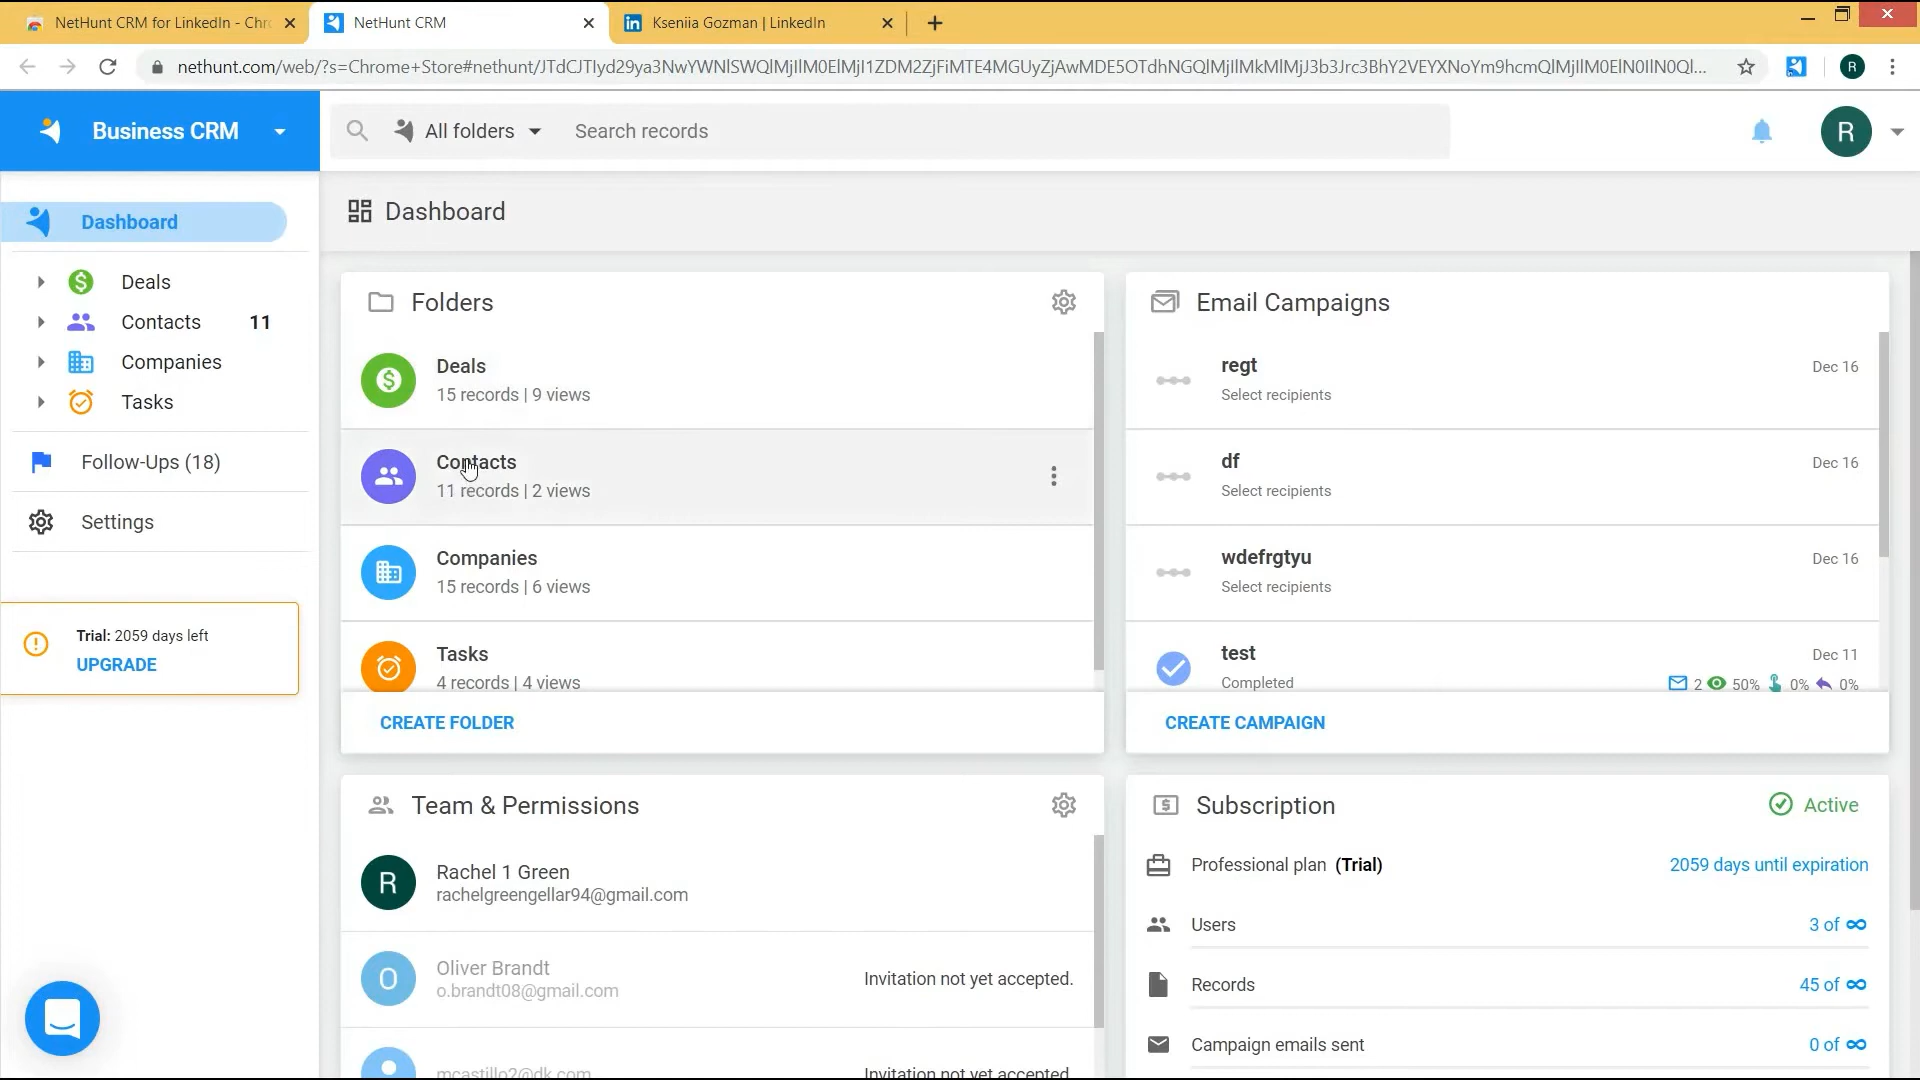 NetHunt CRM for LinkedIn - Chr
NetHunt CRM
Kseniia Gozman | LinkedIn
Business CRM
All folders
Search records
R
Dashboard
Deals
Contacts 11
Companies
Tasks
Follow-Ups (18)
Settings
Trial: 2059 days left
UPGRADE
Dashboard
Folders
Deals
15 records | 9 views
Contacts
11 records | 2 views
Companies
15 records | 6 views
Tasks
4 records | 4 views
CREATE FOLDER
Email Campaigns
regt Dec 16
Select recipients
df Dec 16
Select recipients
wdefrgtyu Dec 16
Select recipients
test Dec 11
Completed 2 50% 0% 0%
CREATE CAMPAIGN
Team & Permissions
R
Rachel 1 Green
rachelgreengellar94@gmail.com
O
Oliver Brandt
o.brandt08@gmail.com
Invitation not yet accepted.
mcastillo2@dk.com
Invitation not yet accepted.
Subscription Active
Professional plan (Trial) 2059 days until expiration
Users 3 of ∞
Records 45 of ∞
Campaign emails sent 0 of ∞